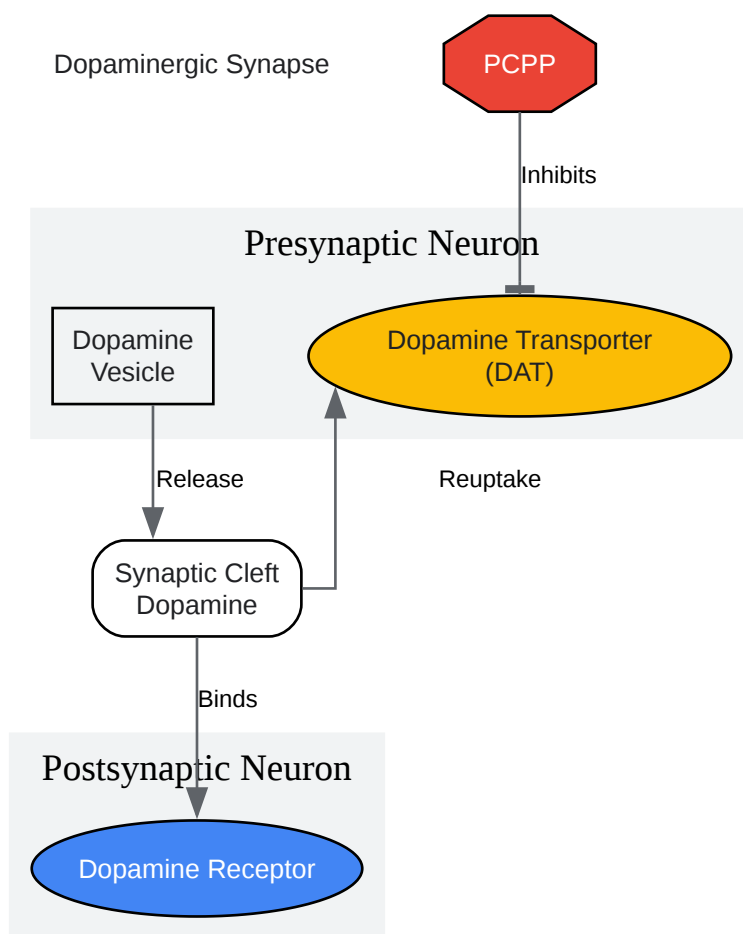 Dopaminergic Synapse
PCPP
Inhibits
Presynaptic Neuron
Dopamine
Vesicle
Dopamine Transporter
(DAT)
Release
Reuptake
Synaptic Cleft
Dopamine
Binds
Postsynaptic Neuron
Dopamine Receptor